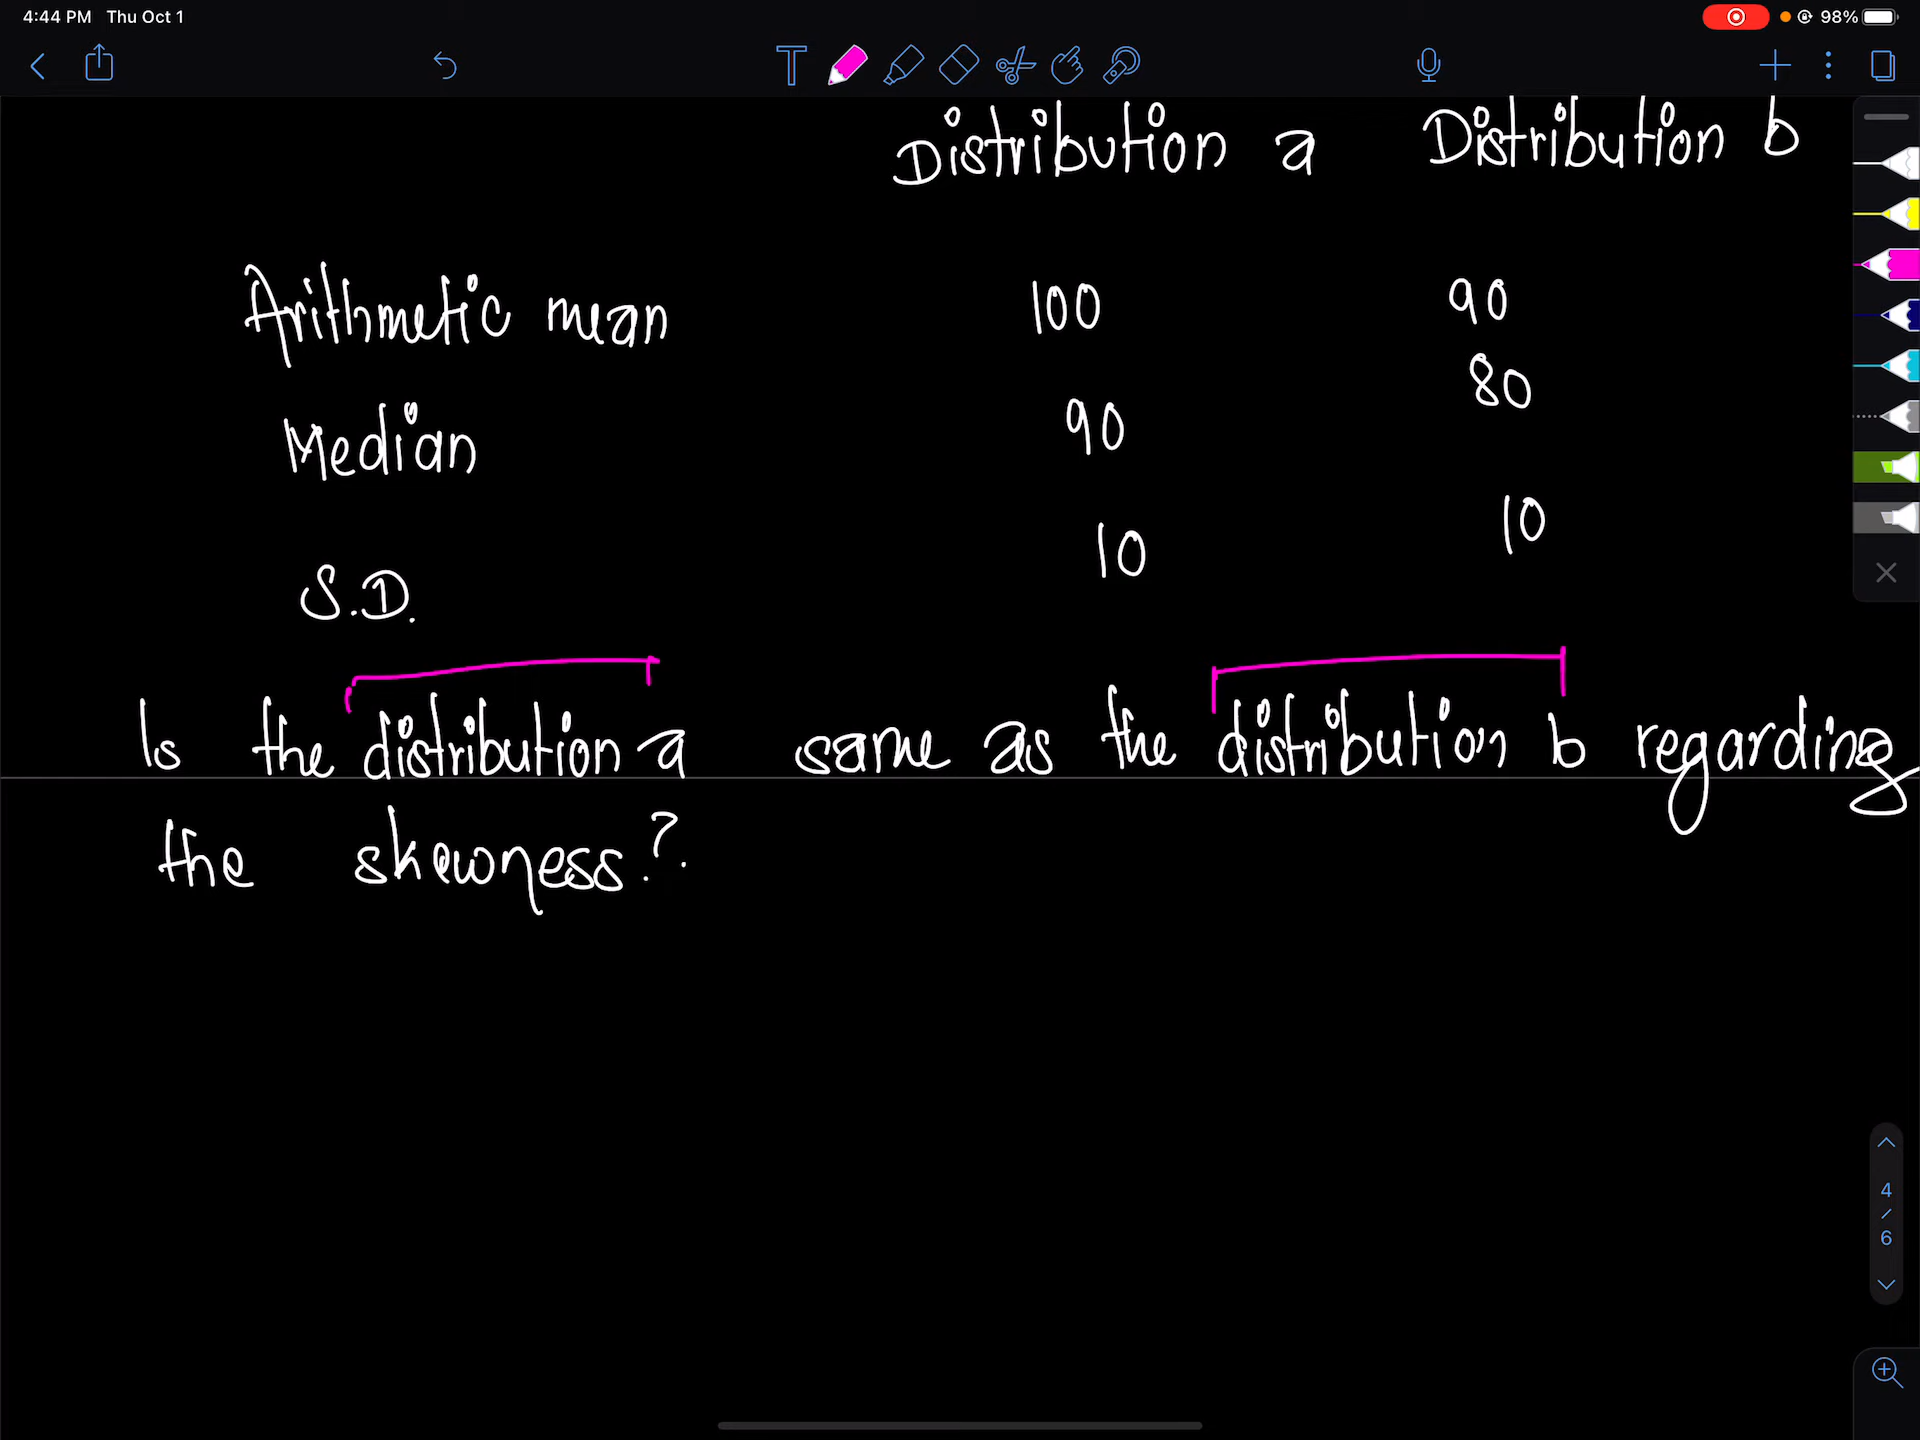 4:44 PM Thu Oct 1
98%
Distribution a Distribution b
Arithmetic mean 100 90
Median 90 80
S.D. 10 10
Is the distribution a same as the distribution b regarding
the skewness?
4
/
6